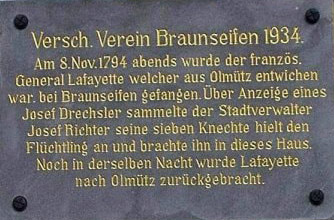 Versch. Verein Braunseifen 1934.
Am 8. Nov. 1794 abends wurde der französ.
General Lafayette welcher aus Olmütz entwichen
war. bei Braunseifen gefangen. Über Anzeige eines
Josef Drechsler sammelte der Stadtverwalter
Josef Richter seine sieben Knechte hielt den
Flüchtling an und brachte ihn in dieses Haus.
Noch in derselben Nacht wurde Lafayette
nach Olmütz zurückgebracht.